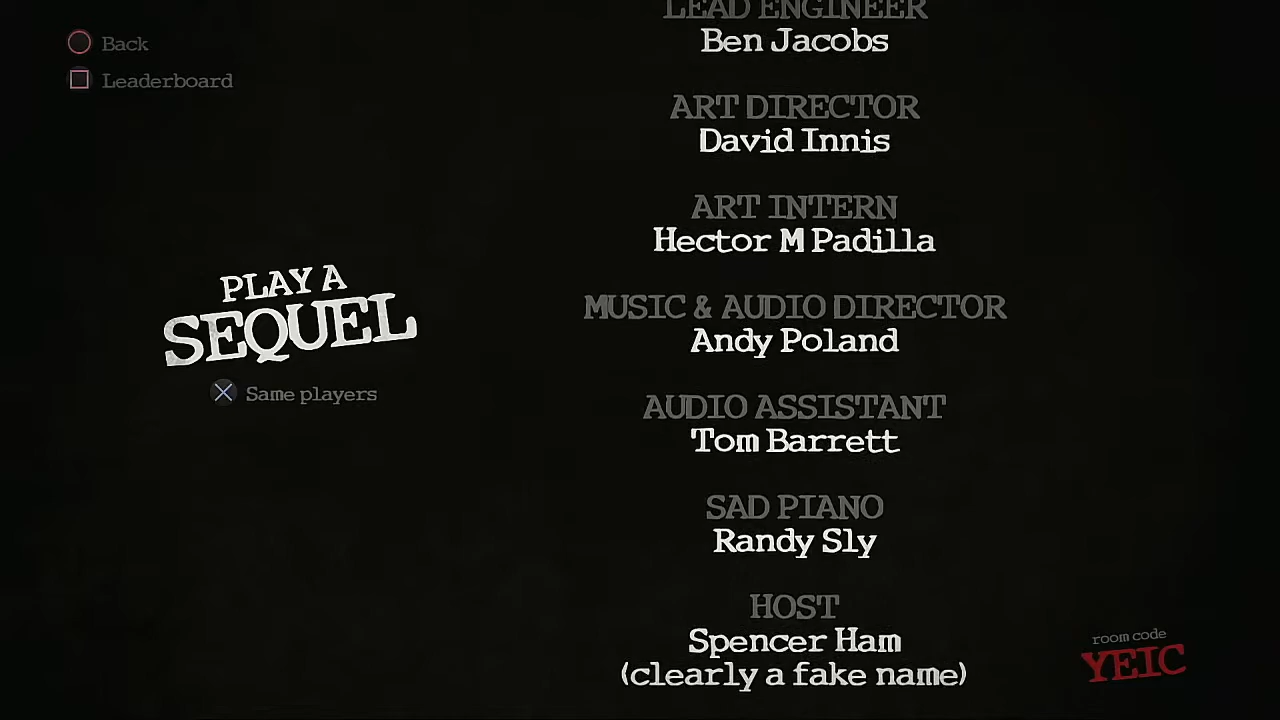 Back
Leaderboard
PLAY A
SEQUEL
Same players
LEAD ENGINEER
Ben Jacobs
ART DIRECTOR
David Innis
ART INTERN
Hector M Padilla
MUSIC & AUDIO DIRECTOR
Andy Poland
AUDIO ASSISTANT
Tom Barrett
SAD PIANO
Randy Sly
HOST
Spencer Ham
(clearly a fake name)
room code
YEIC